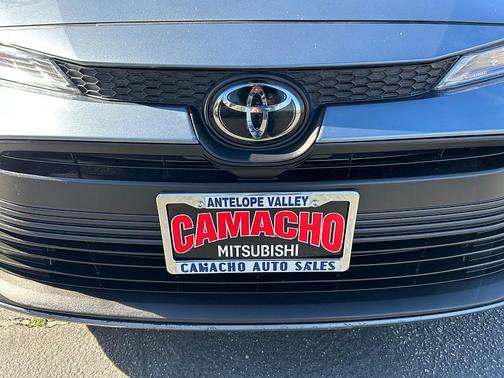 ANTELOPE VALLEY
CAMACHO
MITSUBISHI
CAMACHO AUTO SALES